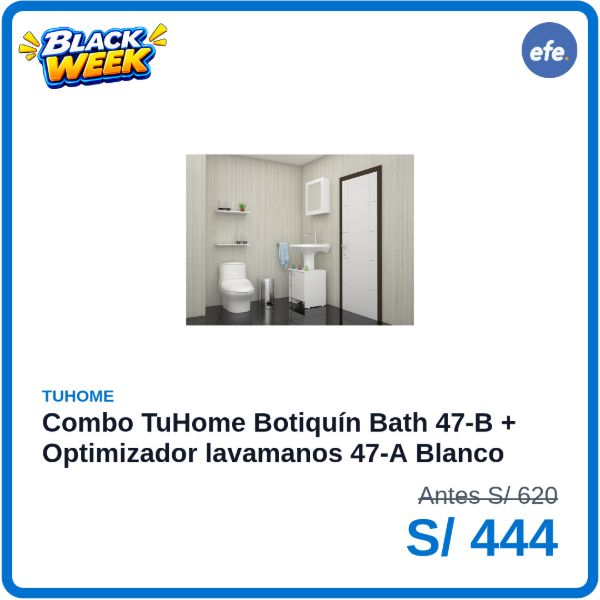 BLACK
WEEK
efe.
TUHOME
Combo TuHome Botiquín Bath 47-B +
Optimizador lavamanos 47-A Blanco
Antes S/ 620
S/ 444